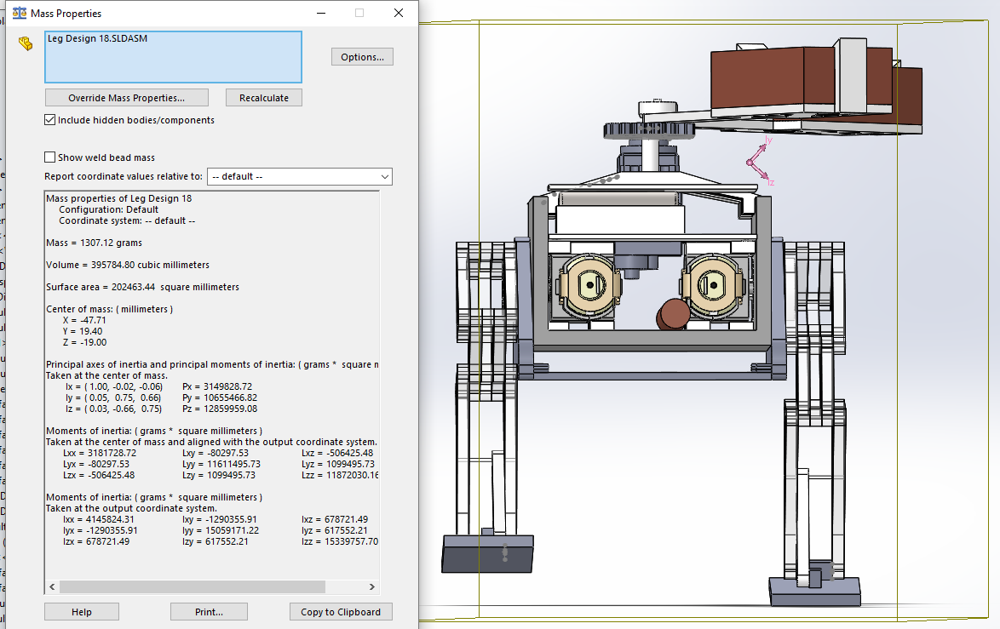 Mass Properties
Leg Design 18.SLDASM
Options...
Override Mass Properties...
Recalculate
Include hidden bodies/components
Show weld bead mass
Report coordinate values relative to:
-- default --
Mass properties of Leg Design 18
Configuration: Default
Coordinate system: -- default --
Mass = 1307.12 grams
Volume = 395784.80 cubic millimeters
Surface area = 202463.44 square millimeters
Center of mass: ( millimeters )
X = -47.71
Y = 19.40
Z = -19.00
Principal axes of inertia and principal moments of inertia: ( grams * square
Taken at the center of mass.
Ix = ( 1.00, -0.02, -0.06) Px = 3149828.72
Iy = ( 0.05, 0.75, 0.66) Py = 10655466.82
Iz = ( 0.03, -0.66, 0.75) Pz = 12859959.08
Moments of inertia: ( grams * square millimeters )
Taken at the center of mass and aligned with the output coordinate system.
Lxx = 3181728.72 Lxy = -80297.53 Lxz = -506425.48
Lyx = -80297.53 Lyy = 11611495.73 Lyz = 1099495.73
Lzx = -506425.48 Lzy = 1099495.73 Lzz = 11872030.16
Moments of inertia: ( grams * square millimeters )
Taken at the output coordinate system.
Ixx = 4145824.31 Ixy = -1290355.91 Ixz = 678721.49
Iyx = -1290355.91 Iyy = 15059171.22 Iyz = 617552.21
Izx = 678721.49 Izy = 617552.21 Izz = 15339757.70
Help
Print...
Copy to Clipboard
Iy
Iz